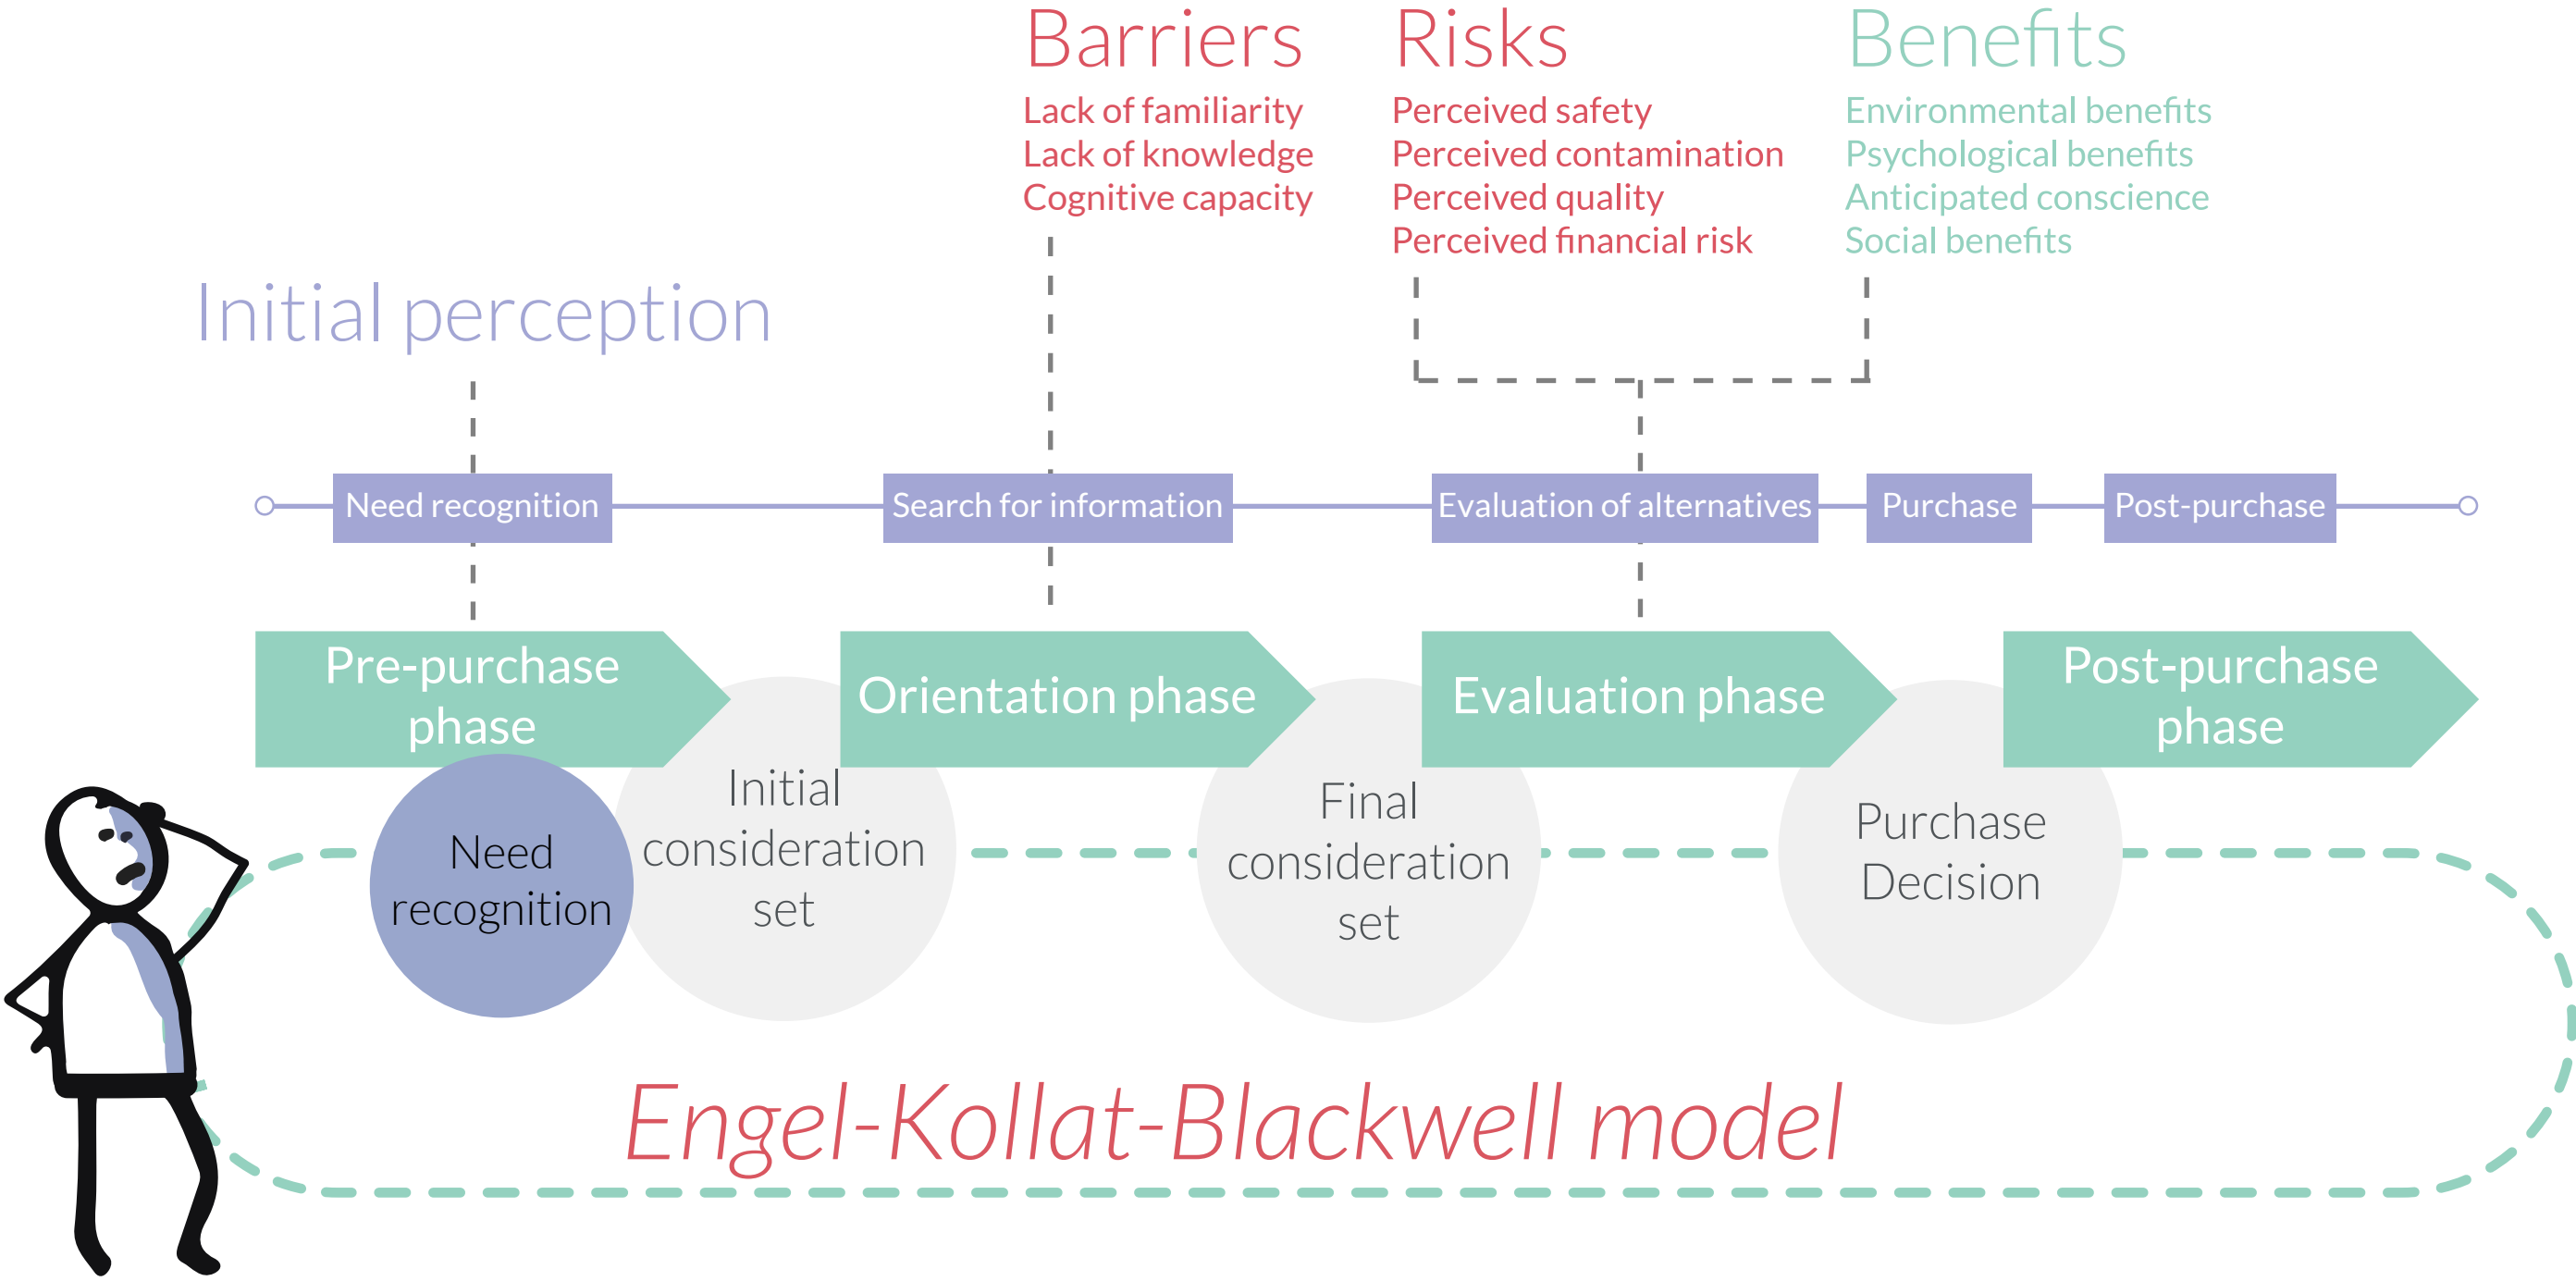 Barriers
Lack of familiarity
Lack of knowledge
Cognitive capacity
Risks
Perceived safety
Perceived contamination
Perceived quality
Perceived financial risk
Benefits
Environmental benefits
Psychological benefits
Anticipated conscience
Social benefits
Initial perception
Need recognition
Search for information
Evaluation of alternatives
Purchase
Post-purchase
Pre-purchase
phase
Orientation phase
Evaluation phase
Post-purchase
phase
Need
recognition
Initial
consideration
set
Final
consideration
set
Purchase
Decision
Engel-Kollat-Blackwell model